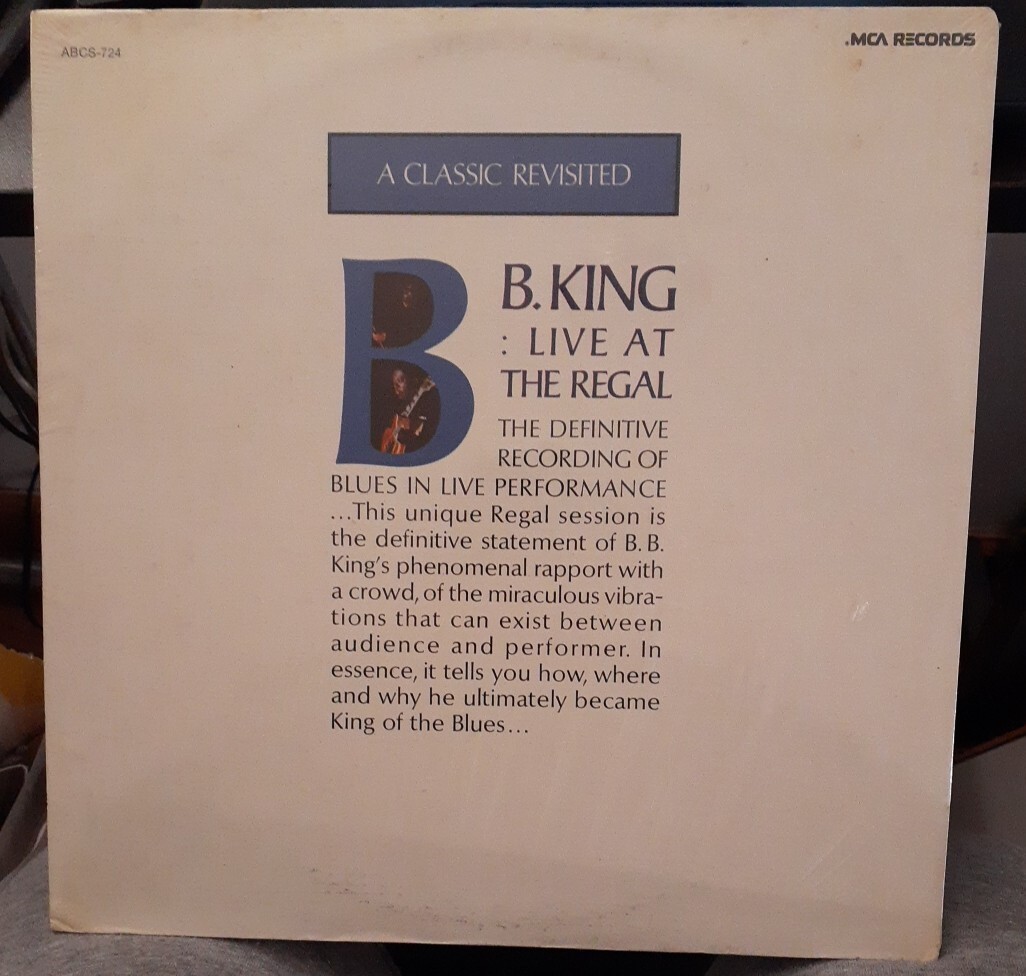 ABCS-724
.MCA RECORDS
A CLASSIC REVISITED
B B. KING
: LIVE AT
THE REGAL
THE DEFINITIVE
RECORDING OF
BLUES IN LIVE PERFORMANCE
...This unique Regal session is
the definitive statement of B. B.
King's phenomenal rapport with
a crowd, of the miraculous vibra-
tions that can exist between
audience and performer. In
essence, it tells you how, where
and why he ultimately became
King of the Blues...